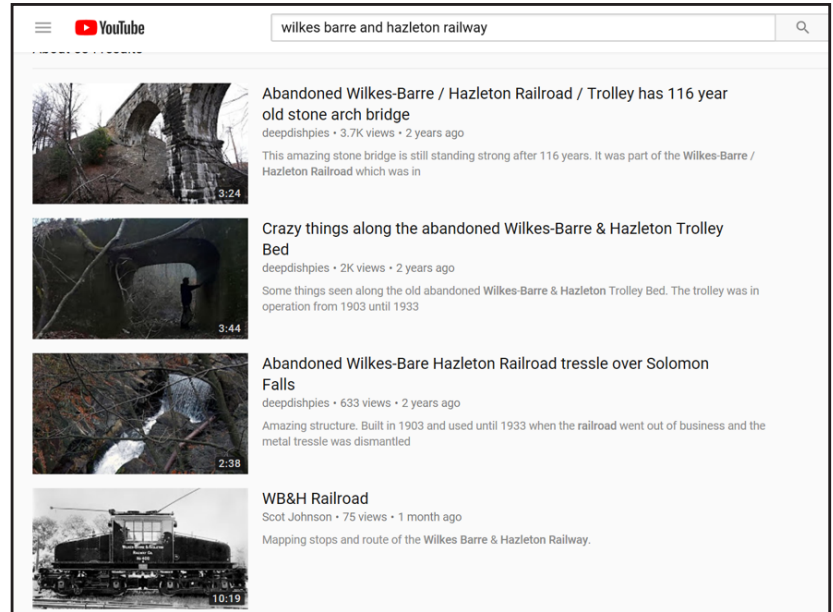 YouTube
wilkes barre and hazleton railway
Abandoned Wilkes-Barre / Hazleton Railroad / Trolley has 116 year
old stone arch bridge
deepdishpies • 3.7K views • 2 years ago
This amazing stone bridge is still standing strong after 116 years. It was part of the Wilkes-Barre /
Hazleton Railroad which was in
3:24
Crazy things along the abandoned Wilkes-Barre & Hazleton Trolley
Bed
deepdishpies • 2K views • 2 years ago
Some things seen along the old abandoned Wilkes-Barre & Hazleton Trolley Bed. The trolley was in
operation from 1903 until 1933
3:44
Abandoned Wilkes-Bare Hazleton Railroad tressle over Solomon
Falls
deepdishpies • 633 views • 2 years ago
Amazing structure. Built in 1903 and used until 1933 when the railroad went out of business and the
metal tressle was dismantled
2:38
WB&H Railroad
Scot Johnson • 75 views • 1 month ago
Mapping stops and route of the Wilkes Barre & Hazleton Railway.
10:19